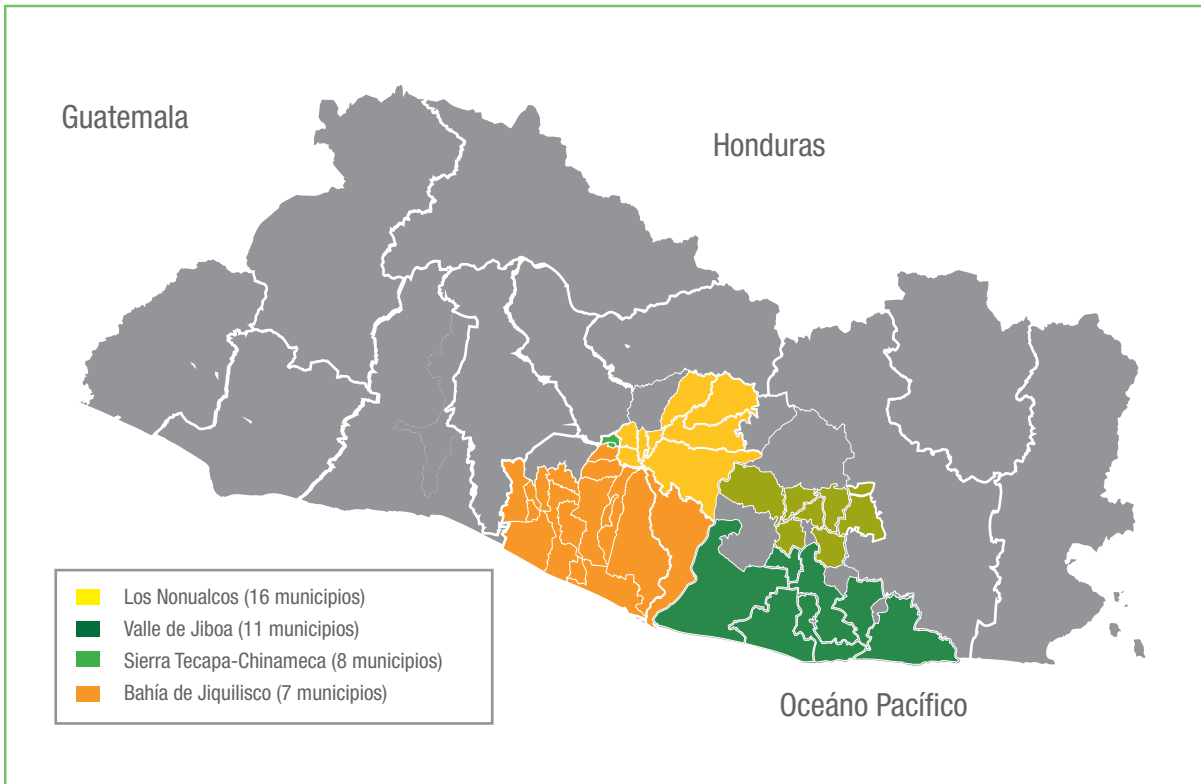 Guatemala
Honduras
Los Nonualcos (16 municipios)
Valle de Jiboa (11 municipios)
Sierra Tecapa-Chinameca (8 municipios)
Bahía de Jiquilisco (7 municipios)
Oceáno Pacífico